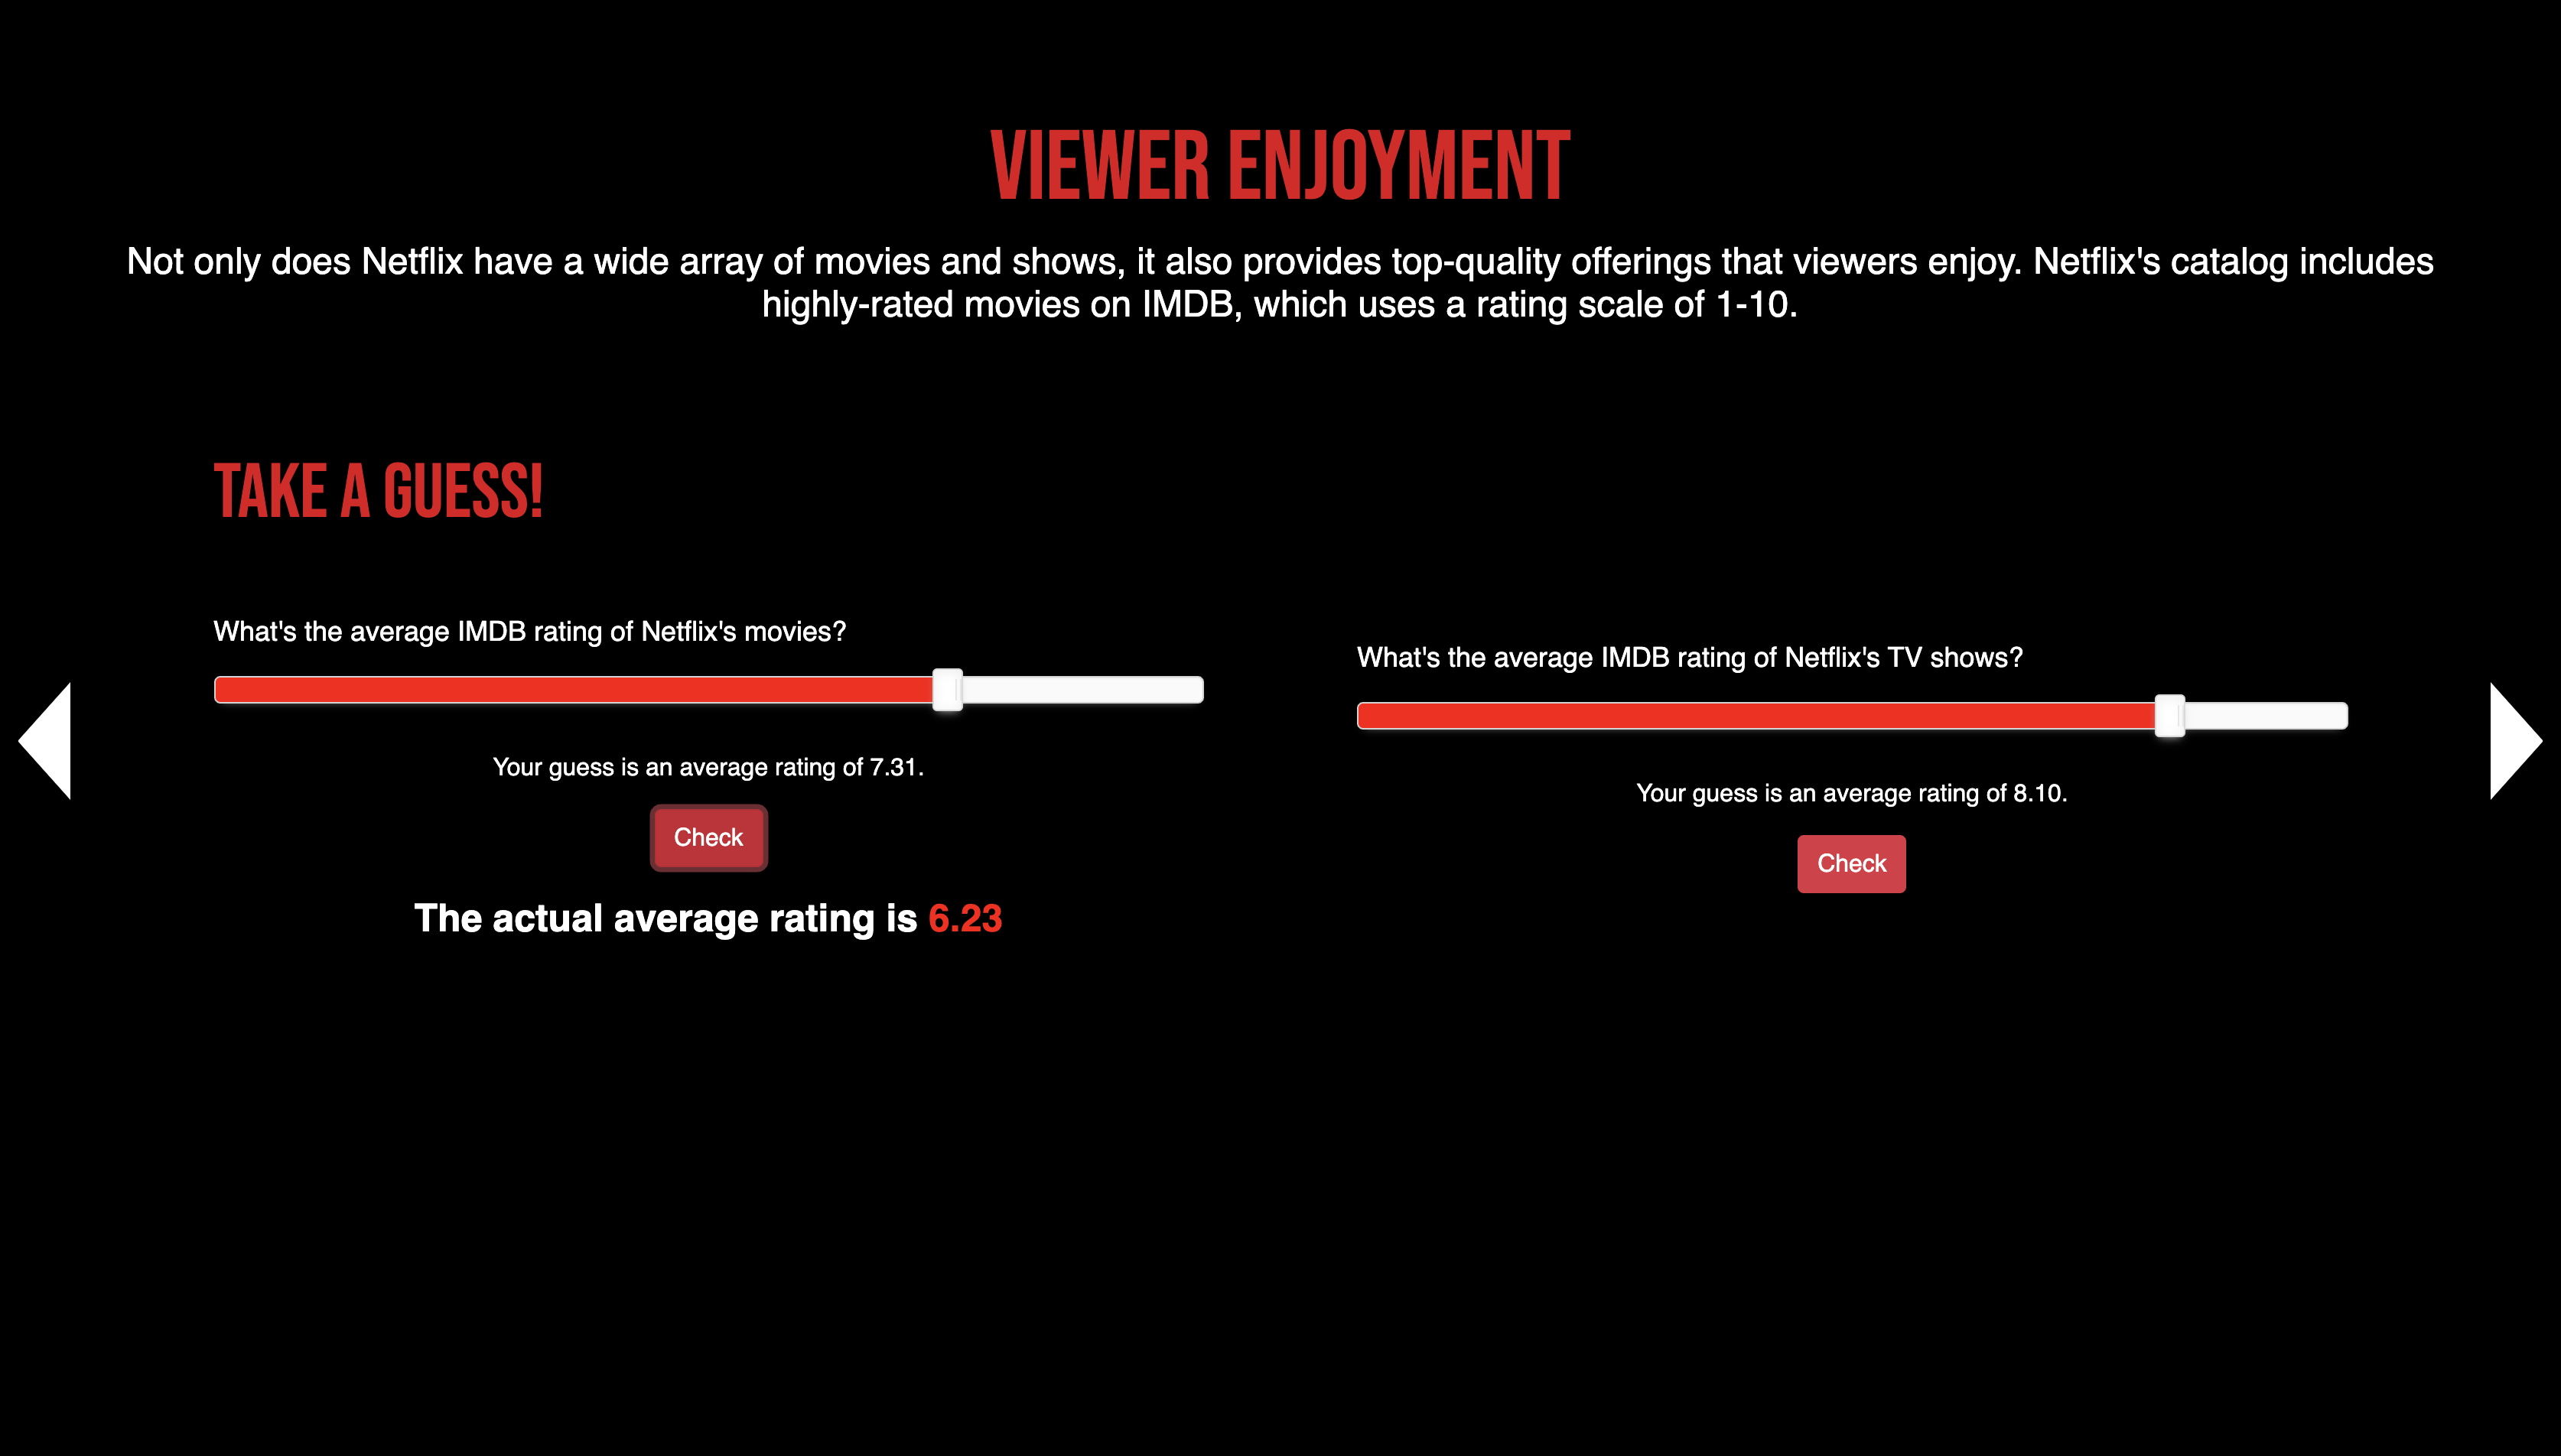 VIEWER ENJOYMENT
Not only does Netflix have a wide array of movies and shows, it also provides top-quality offerings that viewers enjoy. Netflix's catalog includes
highly-rated movies on IMDB, which uses a rating scale of 1-10.
TAKE A GUESS!
What's the average IMDB rating of Netflix's movies?
Your guess is an average rating of 7.31.
Check
The actual average rating is 6.23
What's the average IMDB rating of Netflix's TV shows?
Your guess is an average rating of 8.10.
Check